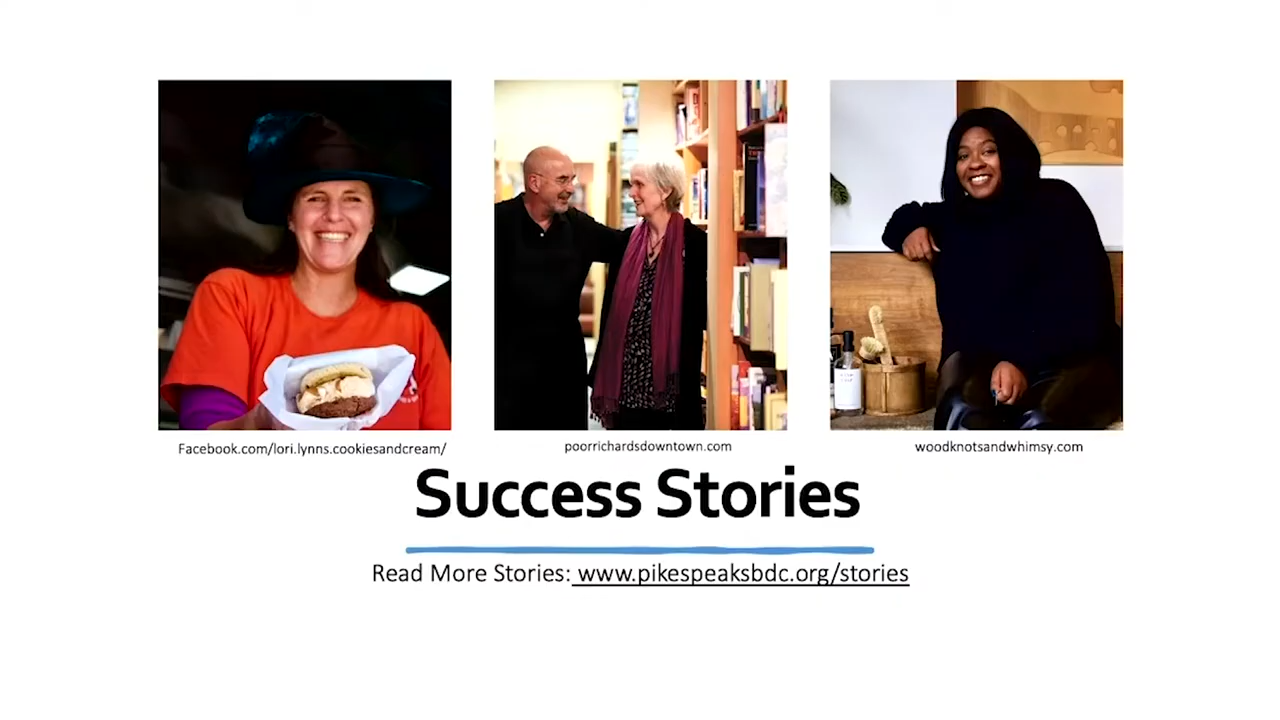 Facebook.com/lori.lynns.cookiesandcream/
poorrichardsdowntown.com
woodknotsandwhimsy.com
Success Stories
Read More Stories: www.pikespeaksbdc.org/stories